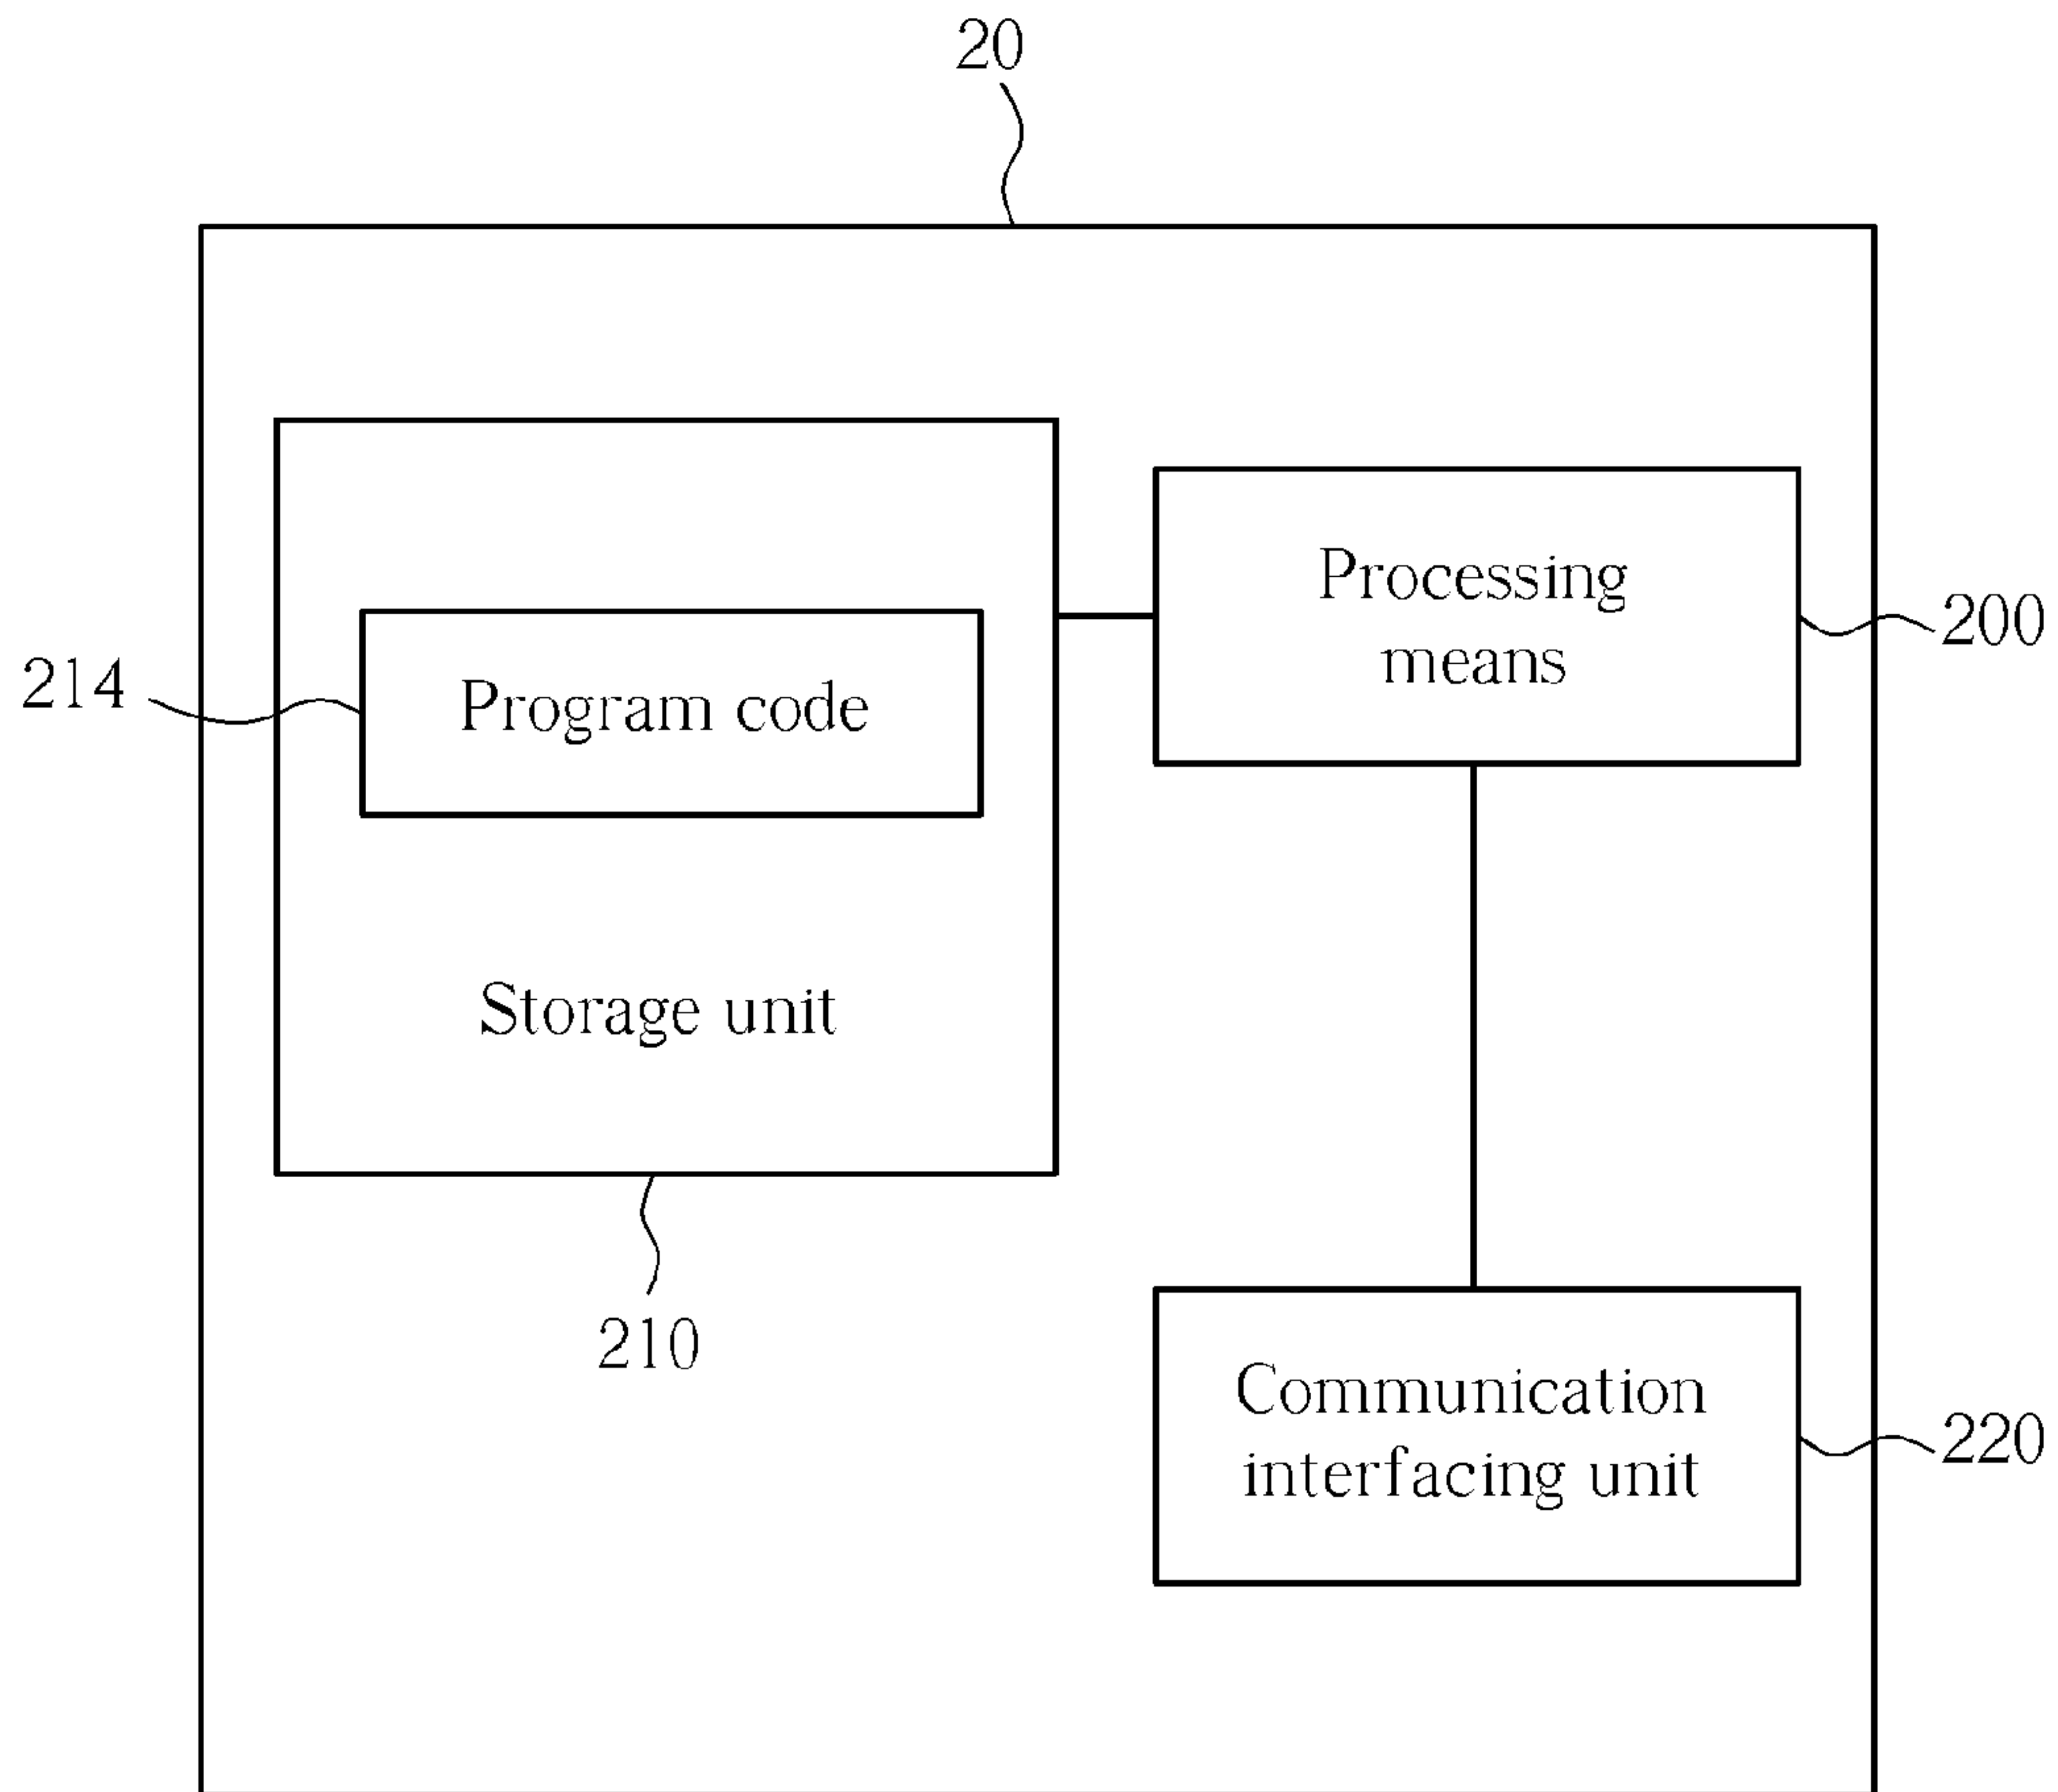 20
Processing
means
200
214
Program code
Storage unit
210
Communication
interfacing unit
220